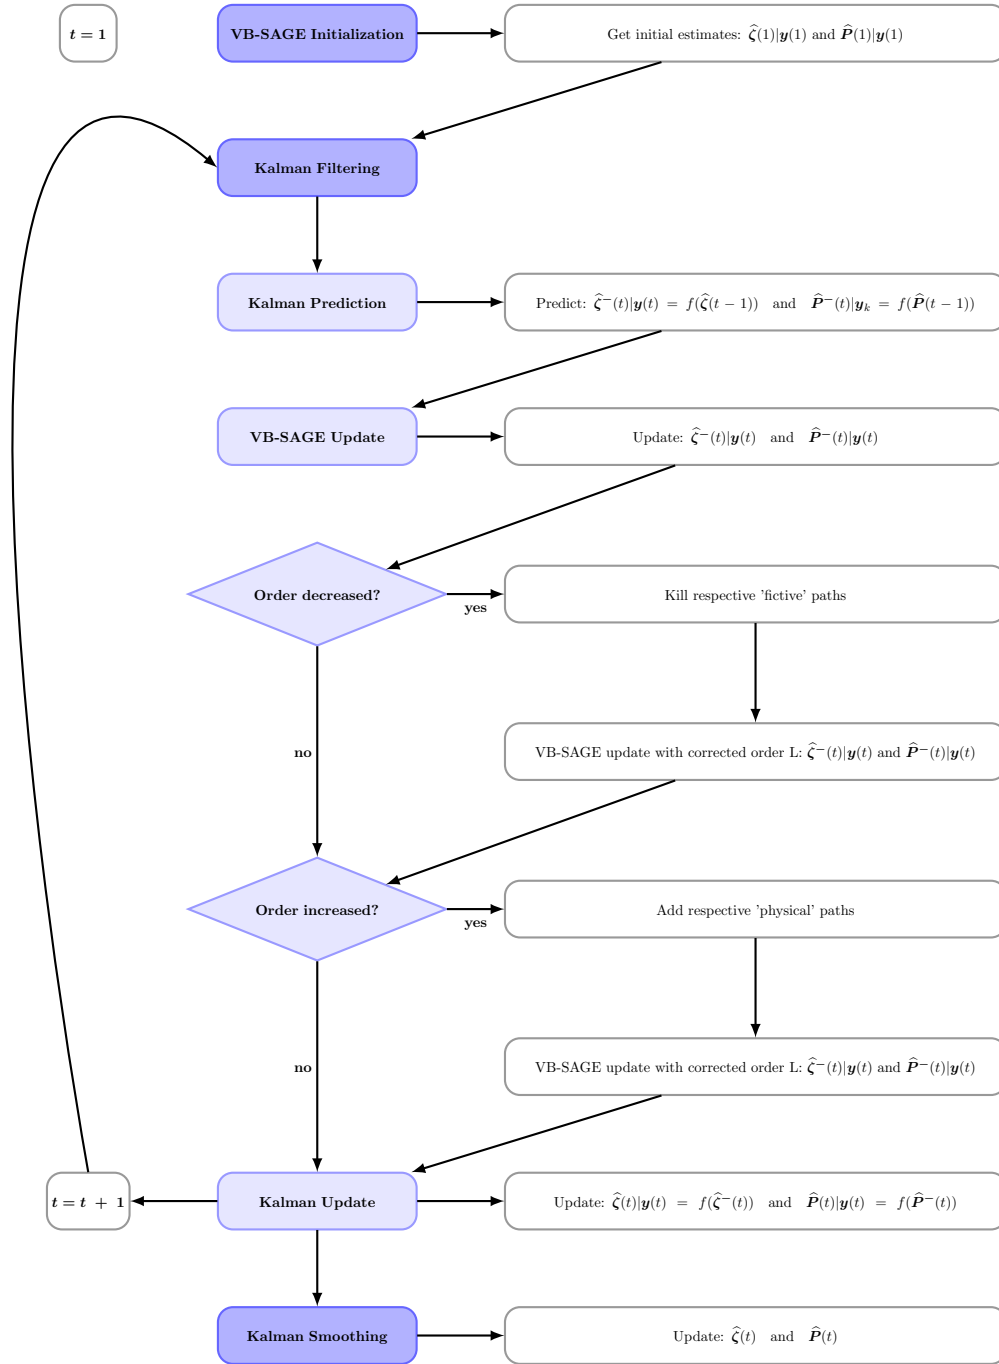 t = 1
VB-SAGE Initialization
Get initial estimates: ζ̂(1)|y(1) and P̂(1)|y(1)
Kalman Filtering
Kalman Prediction
Predict: ζ̂⁻(t)|y(t) = f(ζ̂(t − 1)) and P̂⁻(t)|yₖ = f(P̂(t − 1))
VB-SAGE Update
Update: ζ̂⁻(t)|y(t) and P̂⁻(t)|y(t)
Order decreased?
yes
Kill respective 'fictive' paths
no
VB-SAGE update with corrected order L: ζ̂⁻(t)|y(t) and P̂⁻(t)|y(t)
Order increased?
yes
Add respective 'physical' paths
no
VB-SAGE update with corrected order L: ζ̂⁻(t)|y(t) and P̂⁻(t)|y(t)
t = t + 1
Kalman Update
Update: ζ̂(t)|y(t) = f(ζ̂⁻(t)) and P̂(t)|y(t) = f(P̂⁻(t))
Kalman Smoothing
Update: ζ̂(t) and P̂(t)